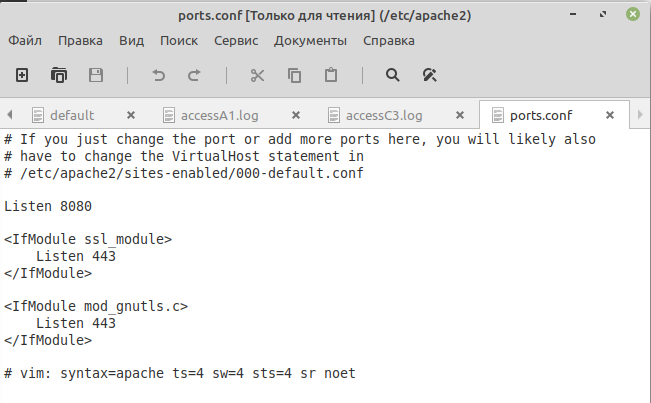 ports.conf [Только для чтения] (/etc/apache2)
Файл Правка Вид Поиск Сервис Документы Справка
default accessA1.log accessC3.log ports.conf
# If you just change the port or add more ports here, you will likely also
# have to change the VirtualHost statement in
# /etc/apache2/sites-enabled/000-default.conf
Listen 8080
<IfModule ssl_module>
    Listen 443
</IfModule>
<IfModule mod_gnutls.c>
    Listen 443
</IfModule>
# vim: syntax=apache ts=4 sw=4 sts=4 sr noet